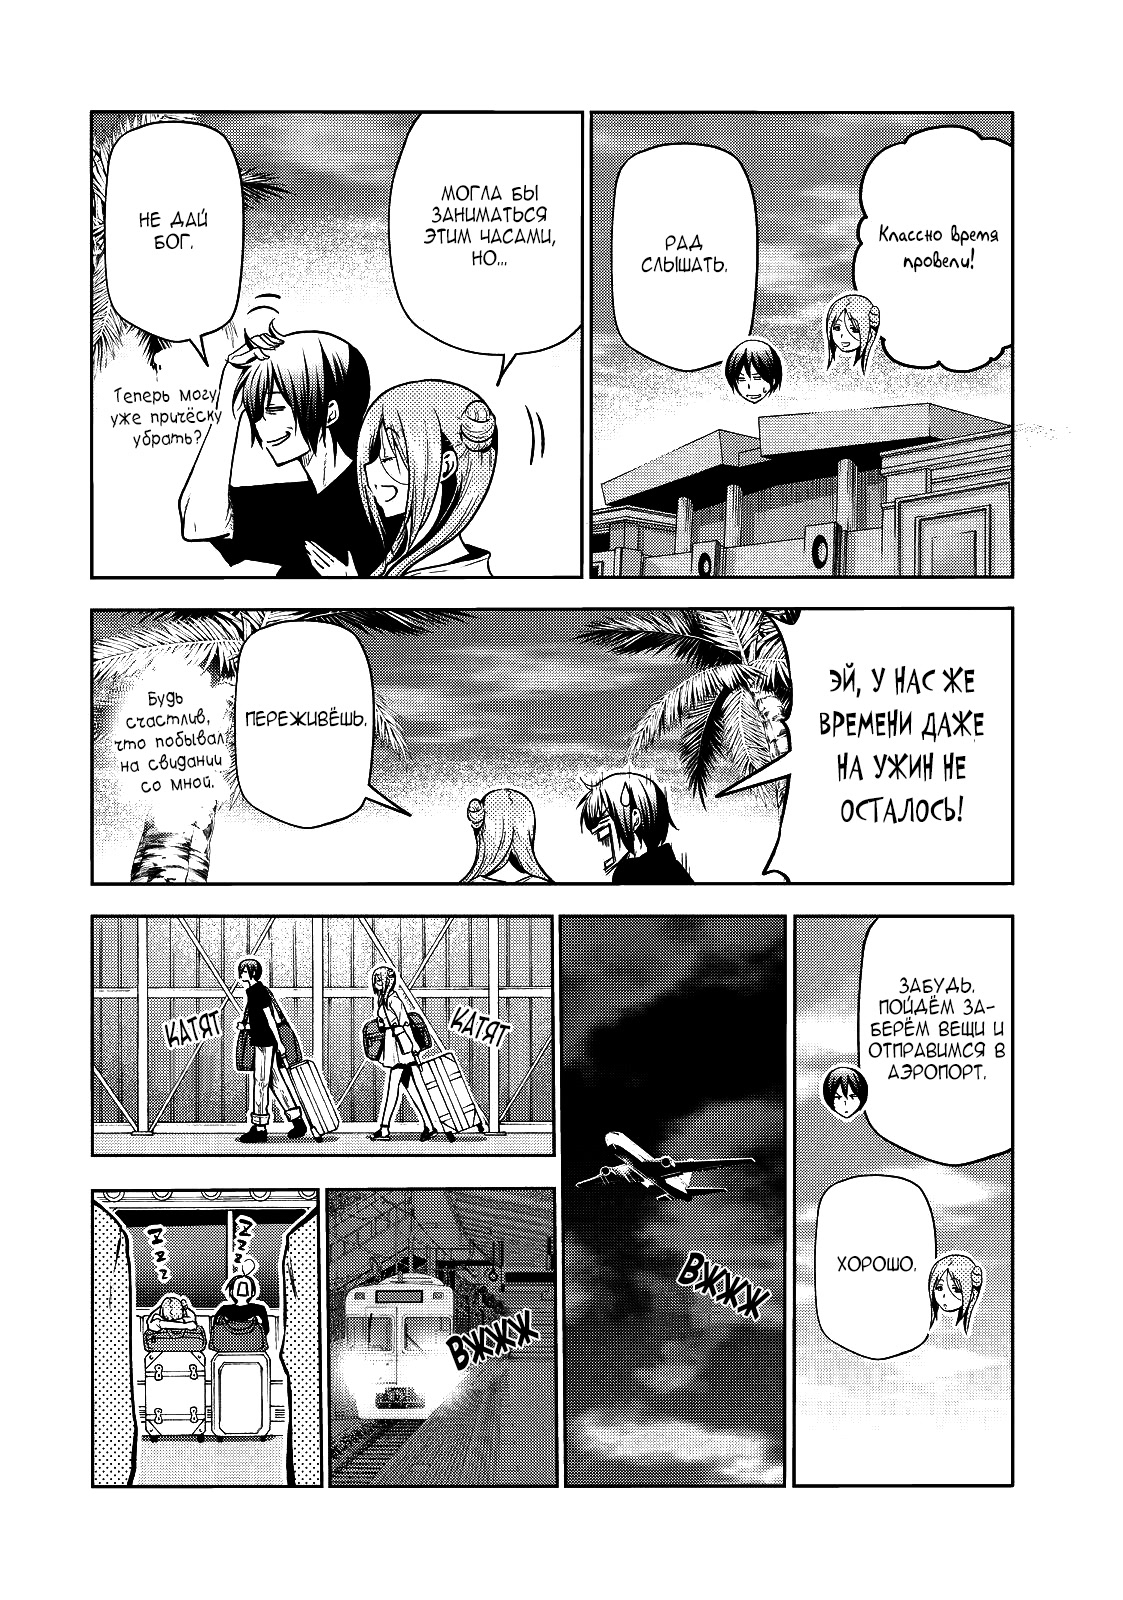 Классно время
провели!
РАД
СЛЫШАТЬ.
МОГЛА БЫ
ЗАНИМАТЬСЯ
ЭТИМ ЧАСАМИ,
НО...
НЕ ДАЙ
БОГ.
Теперь могу
уже причёску
убрать?
ЭЙ, У НАС ЖЕ
ВРЕМЕНИ ДАЖЕ
НА УЖИН НЕ
ОСТАЛОСЬ!
ПЕРЕЖИВЁШЬ.
Будь
счастлив,
что побывал
на свидании
со мной.
ЗАБУДЬ.
ПОЙДЁМ ЗА-
БЕРЁМ ВЕЩИ И
ОТПРАВИМСЯ В
АЭРОПОРТ.
ХОРОШО.
ВЖЖЖ
КАТЯТ
КАТЯТ
ВЖЖЖ
Z
Z
Z
Z
Z
Z
Z
Z